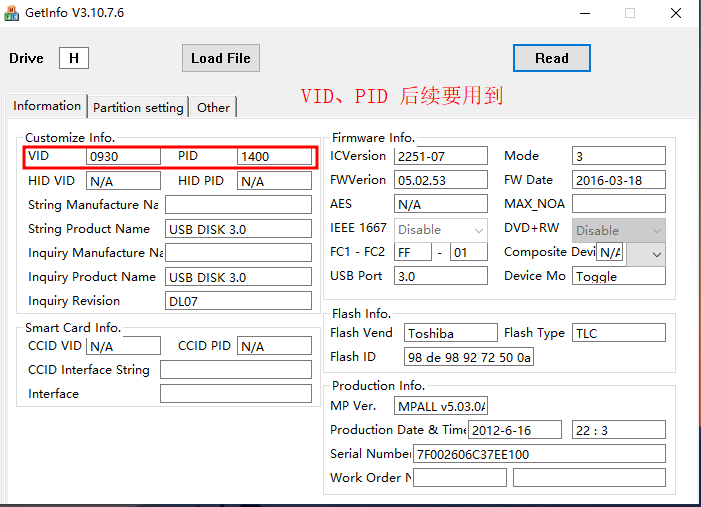 GetInfo V3.10.7.6
Drive H Load File Read
VID、PID 后续要用到
Information Partition setting Other
Customize Info.
VID 0930 PID 1400
HID VID N/A HID PID N/A
String Manufacture Na
String Product Name USB DISK 3.0
Inquiry Manufacture Na
Inquiry Product Name USB DISK 3.0
Inquiry Revision DL07
Smart Card Info.
CCID VID N/A CCID PID N/A
CCID Interface String
Interface
Firmware Info.
ICVersion 2251-07 Mode 3
FWVerion 05.02.53 FW Date 2016-03-18
AES N/A MAX_NOA
IEEE 1667 Disable DVD+RW Disable
FC1 - FC2 FF - 01 Composite Devi N/A
USB Port 3.0 Device Mo Toggle
Flash Info.
Flash Vend Toshiba Flash Type TLC
Flash ID 98 de 98 92 72 50 0a
Production Info.
MP Ver. MPALL v5.03.0A
Production Date & Time 2012-6-16 22 : 3
Serial Number 7F002606C37EE100
Work Order N